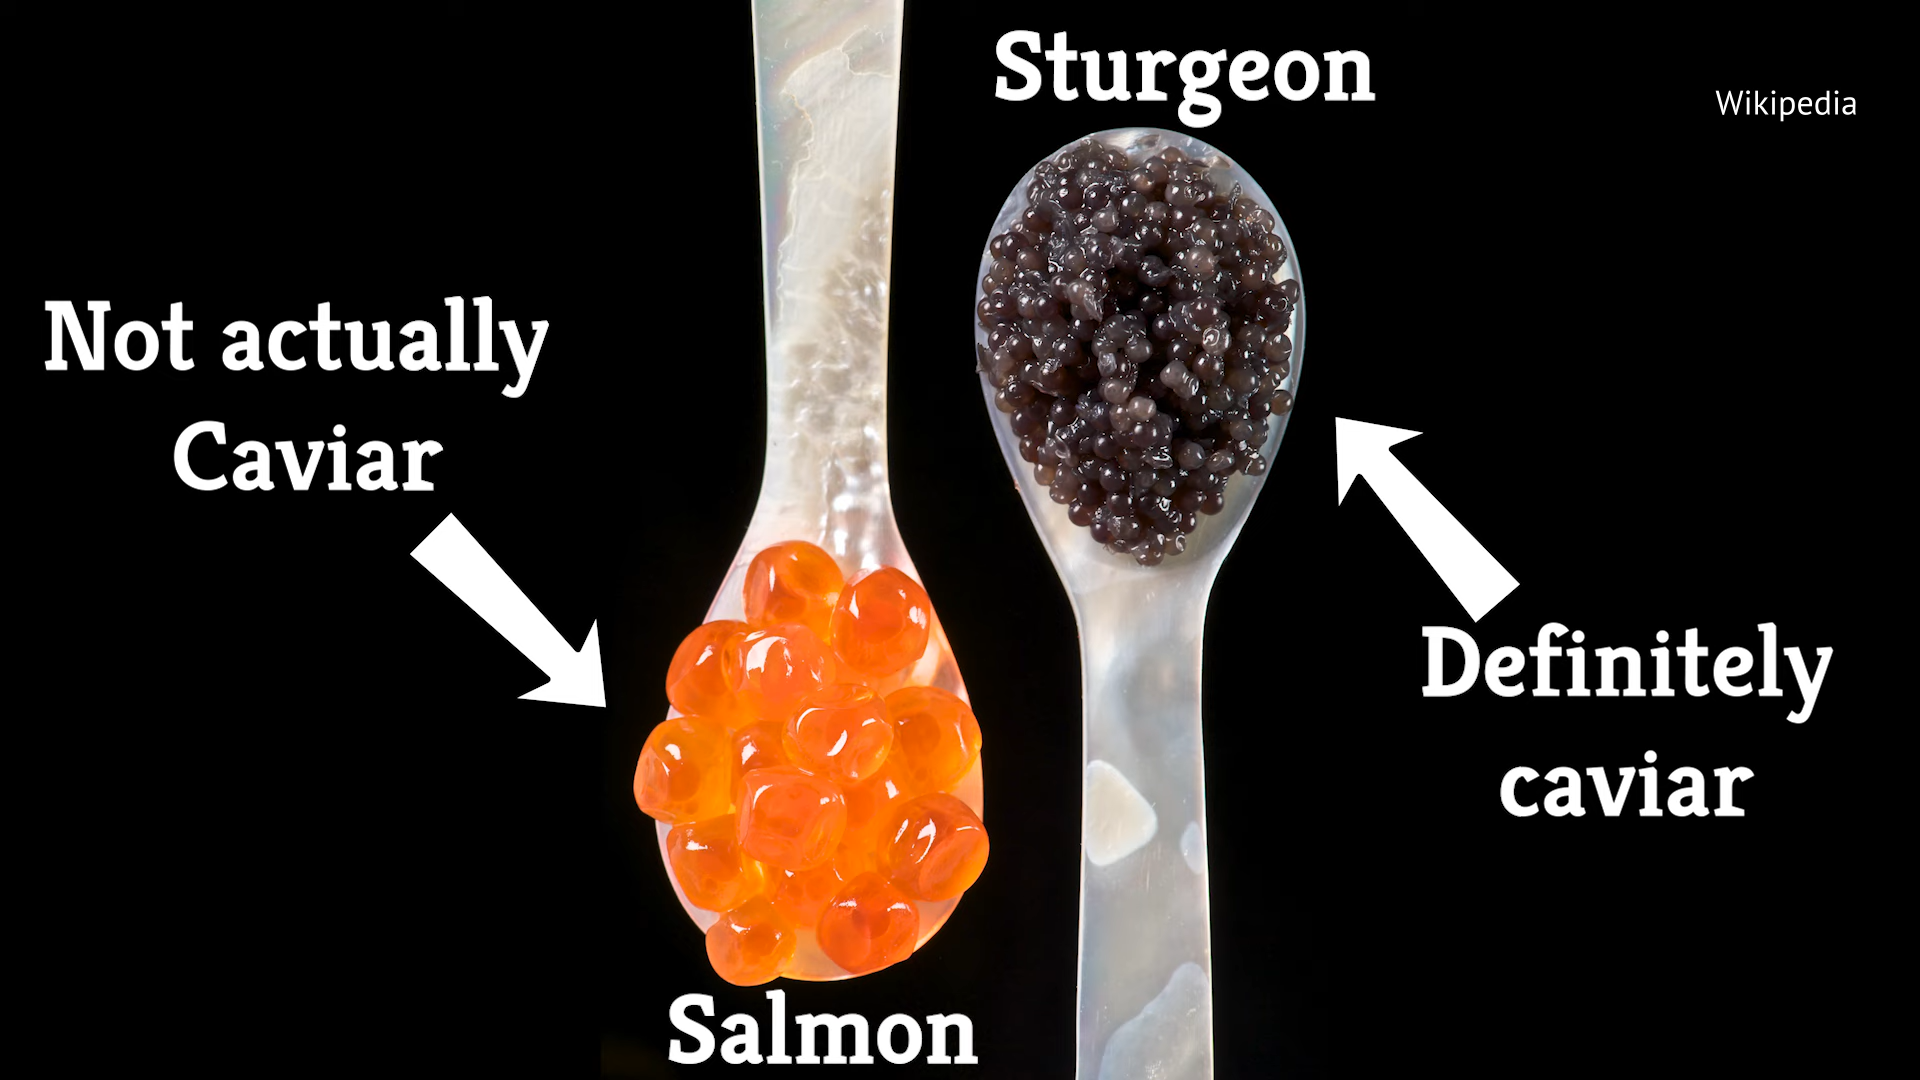 Sturgeon
Wikipedia
Not actually
Caviar
Definitely
caviar
Salmon